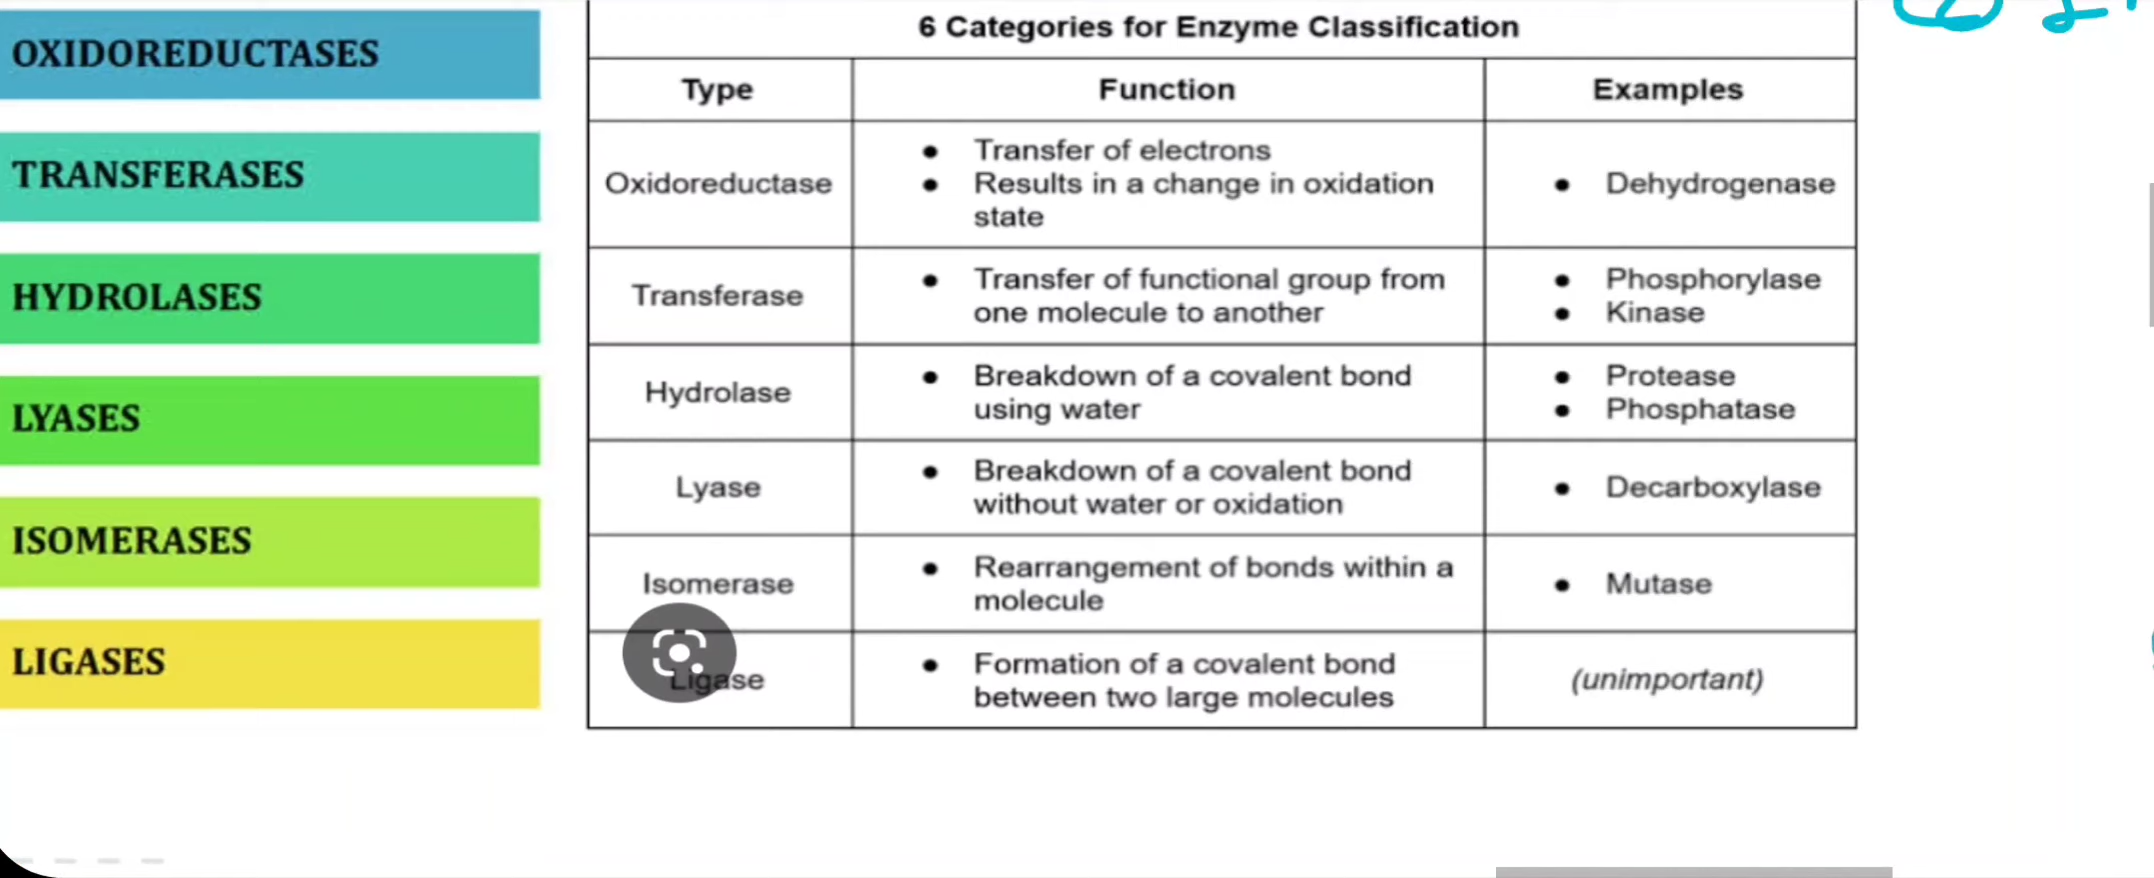 OXIDOREDUCTASES
TRANSFERASES
HYDROLASES
LYASES
ISOMERASES
LIGASES
6 Categories for Enzyme Classification
Type Function Examples
Oxidoreductase
● Transfer of electrons
● Results in a change in oxidation
state
● Dehydrogenase
Transferase
● Transfer of functional group from
one molecule to another
● Phosphorylase
● Kinase
Hydrolase
● Breakdown of a covalent bond
using water
● Protease
● Phosphatase
Lyase
● Breakdown of a covalent bond
without water or oxidation
● Decarboxylase
Isomerase
● Rearrangement of bonds within a
molecule
● Mutase
Ligase
● Formation of a covalent bond
between two large molecules
(unimportant)